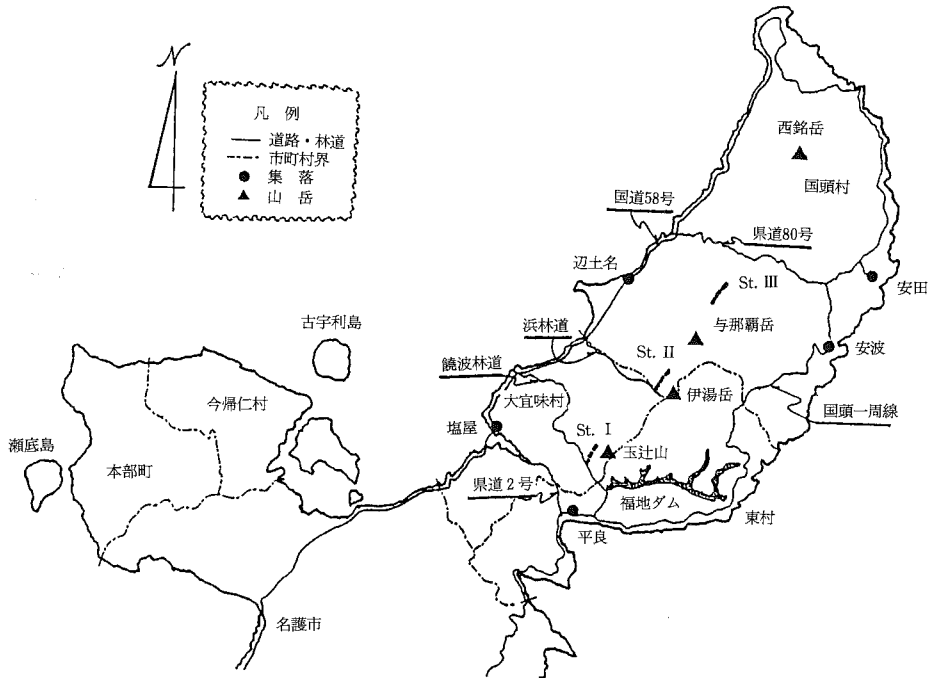 N
凡 例
道路・林道
市町村界
集 落
山 岳
西銘岳
国頭村
国道58号
県道80号
辺土名
St. III
安田
古宇利島
浜林道
与那覇岳
安波
饒波林道
St. II
大宜味村
伊湯岳
今帰仁村
国頭一周線
瀬底島
塩屋
本部町
St. I
玉辻山
県道2号
福地ダム
東村
平良
名護市